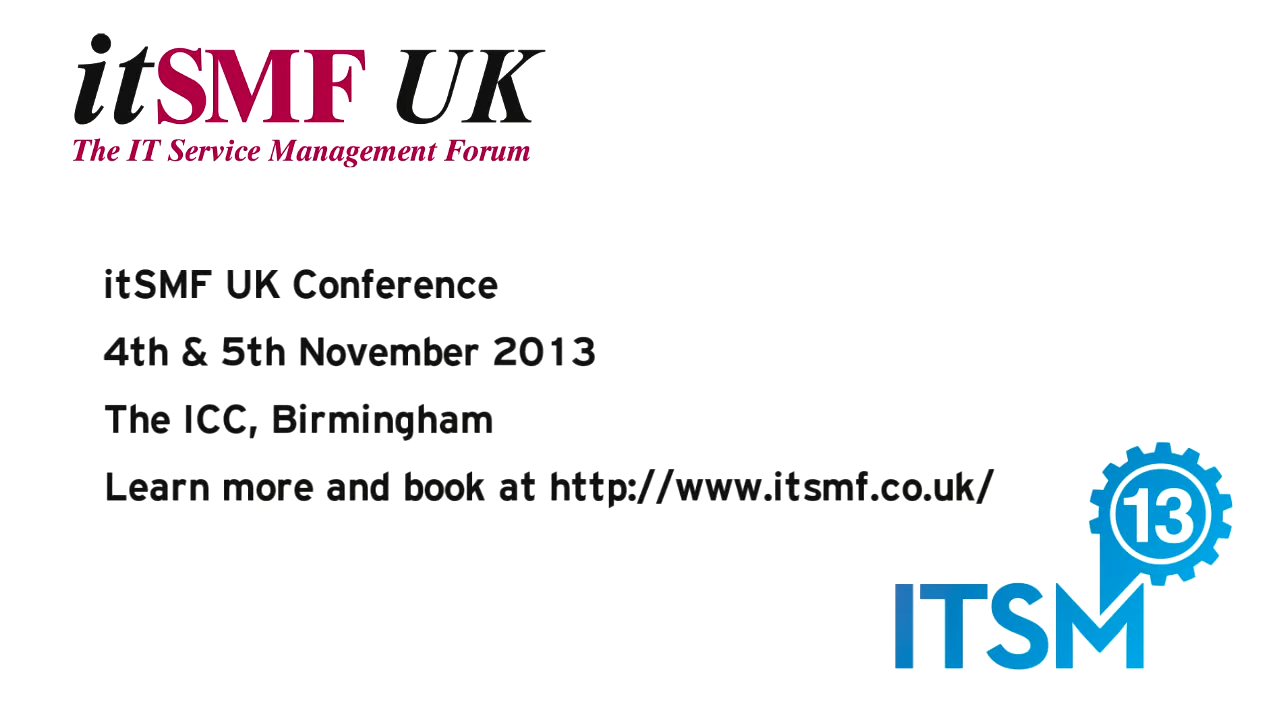 itSMF UK
The IT Service Management Forum
itSMF UK Conference
4th & 5th November 2013
The ICC, Birmingham
Learn more and book at http://www.itsmf.co.uk/
13
ITSM